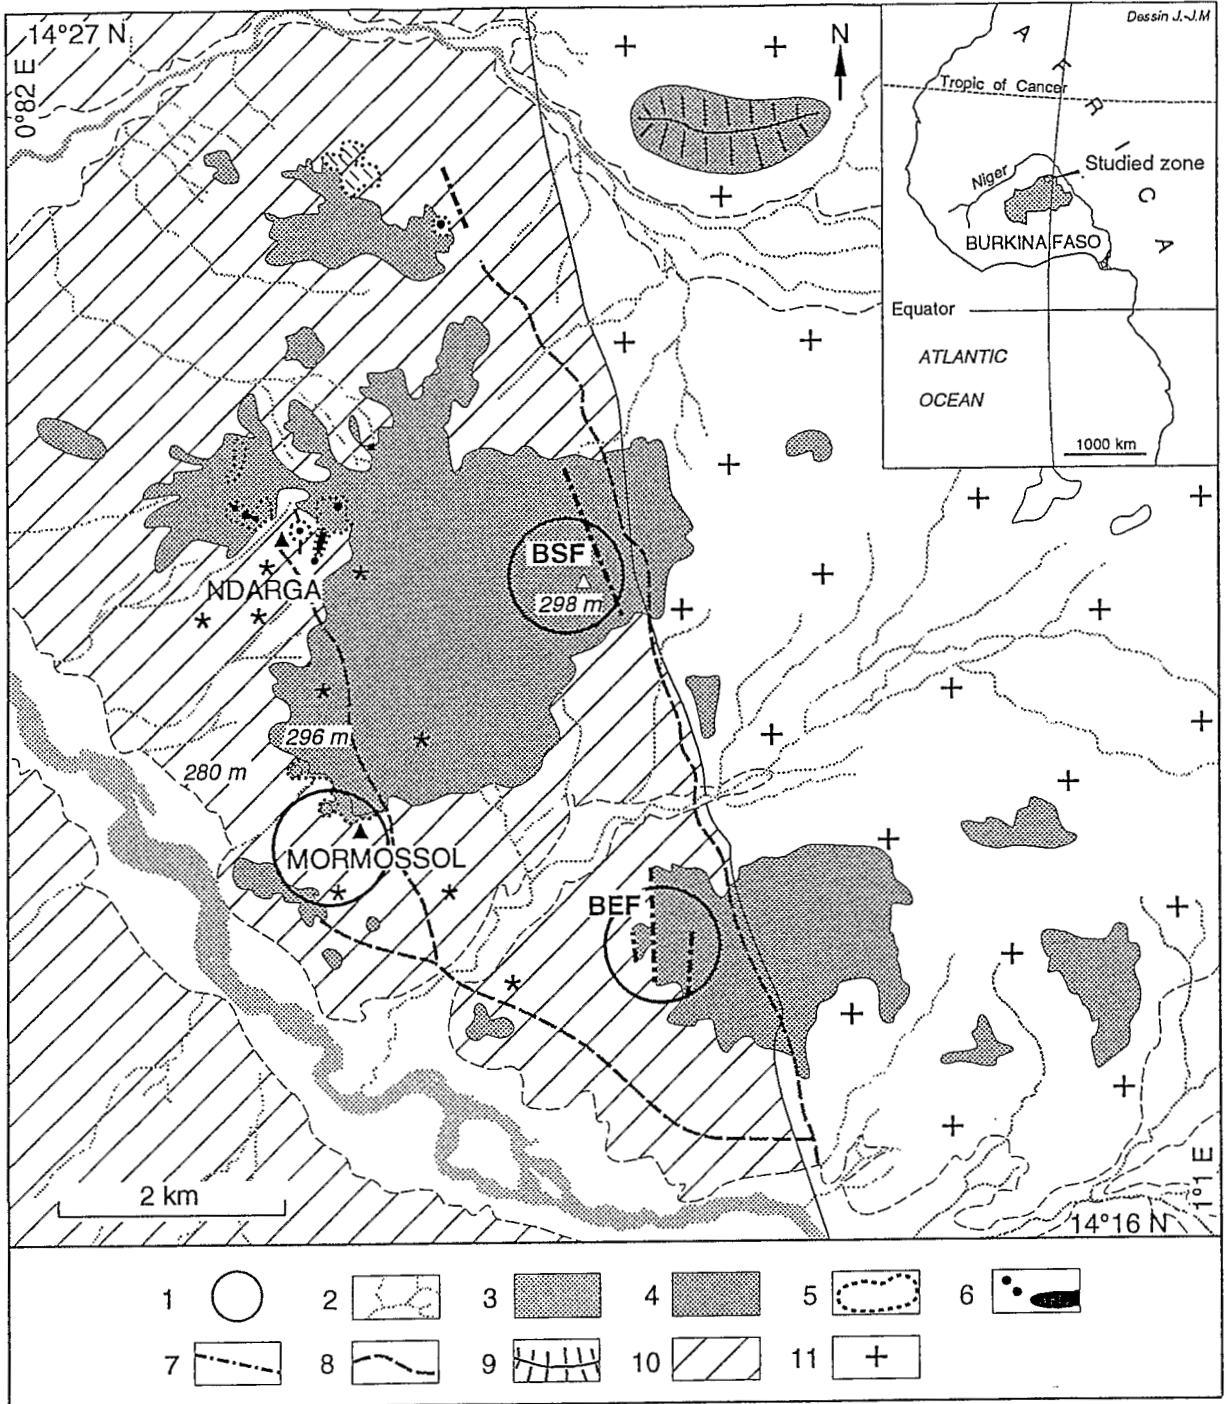 14°27 N
0°82 E
N
Dessin J.-J.M
A F R I C A
Tropic of Cancer
Studied zone
Niger
BURKINA FASO
Equator
ATLANTIC
OCEAN
1000 km
BSF
298 m
NDARGA
296 m
280 m
MORMOSSOL
BEF
2 km
1°1 E
14°16 N
1 2 3 4 5 6
7 8 9 10 11